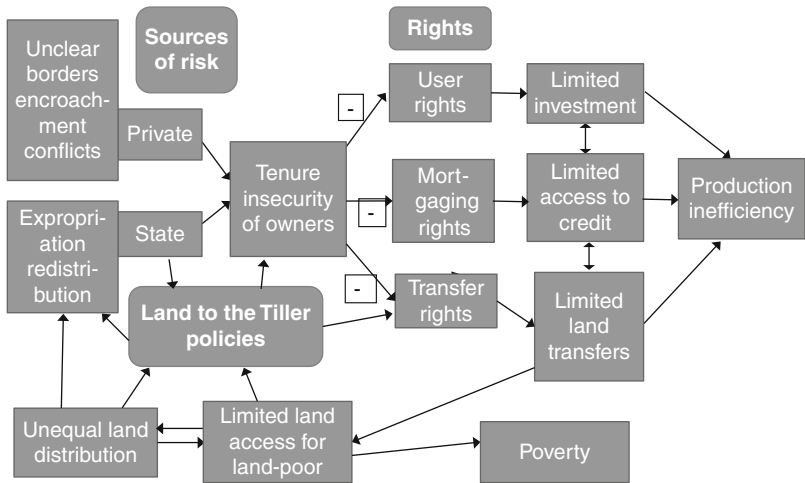 Sources
of risk
Rights
Unclear
borders
encroach-
ment
conflicts
Private
User
rights
Limited
investment
-
Tenure
insecurity
of owners
Mort-
gaging
rights
Limited
access to
credit
Production
inefficiency
-
Expropri-
ation
redistri-
bution
State
-
Land to the Tiller
policies
Transfer
rights
Limited
land
transfers
Unequal land
distribution
Limited land
access for
land-poor
Poverty